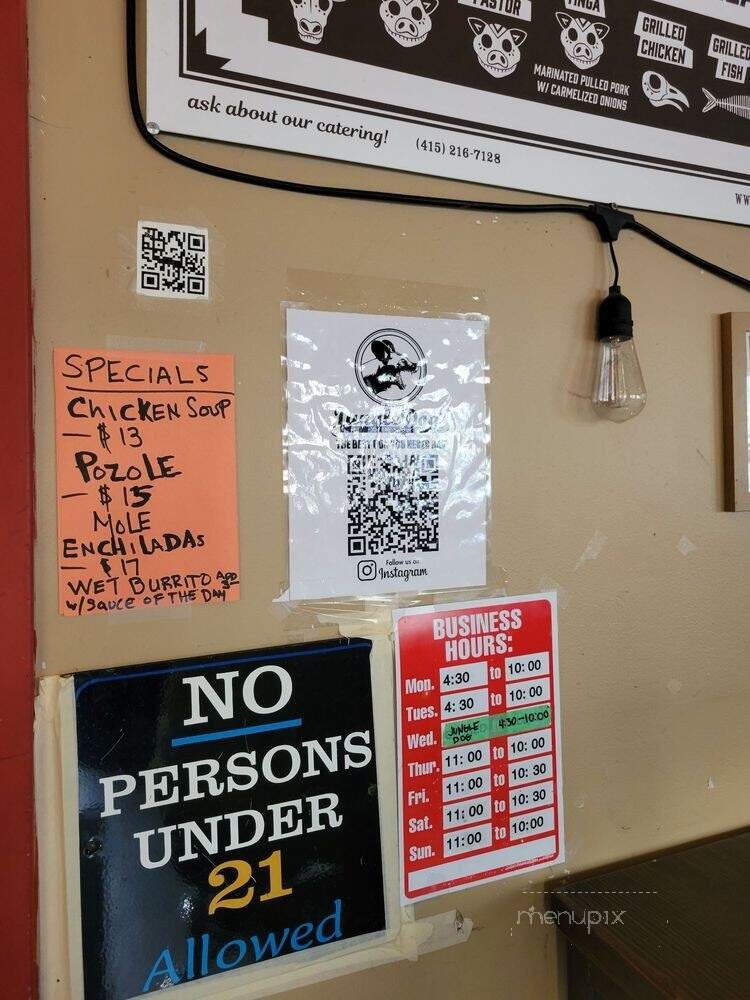 PASTOR
TINGA
MARINATED PULLED PORK
W/ CARMELIZED ONIONS
GRILLED
CHICKEN
GRILLED
FISH
ask about our catering!
(415) 216-7128
SPECIALS
CHICKEN SOUP
— $ 13
POZOLE
— $ 15
MOLE
ENCHILADAS
— $ 17
WET BURRITO ADD
W/SAUCE OF THE DAY
Jungle Dog
Follow us on
Instagram
NO
PERSONS
UNDER
21
Allowed
BUSINESS
HOURS:
Mon. 4:30 to 10:00
Tues. 4:30 to 10:00
Wed. JUNGLE DOG 4:30-10:00
Thur. 11:00 to 10:00
Fri. 11:00 to 10:30
Sat. 11:00 to 10:30
Sun. 11:00 to 10:00
menupix